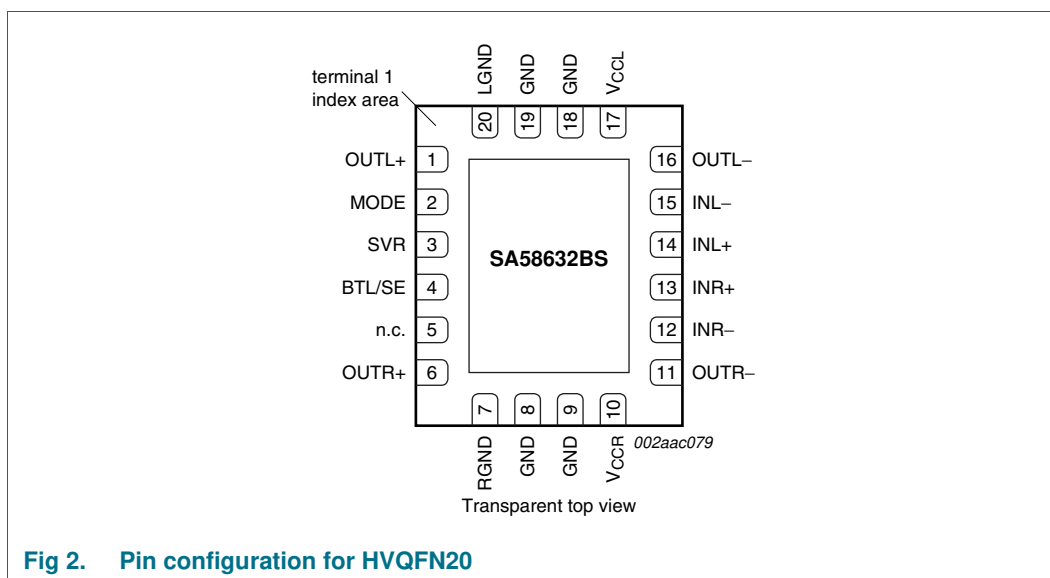 terminal 1
index area
LGND
GND
GND
VCCL
20
19
18
17
OUTL+ 1
MODE 2
SVR 3
BTL/SE 4
n.c. 5
OUTR+ 6
SA58632BS
16 OUTL−
15 INL−
14 INL+
13 INR+
12 INR−
11 OUTR−
7
8
9
10
RGND
GND
GND
VCCR
002aac079
Transparent top view
Fig 2. Pin configuration for HVQFN20